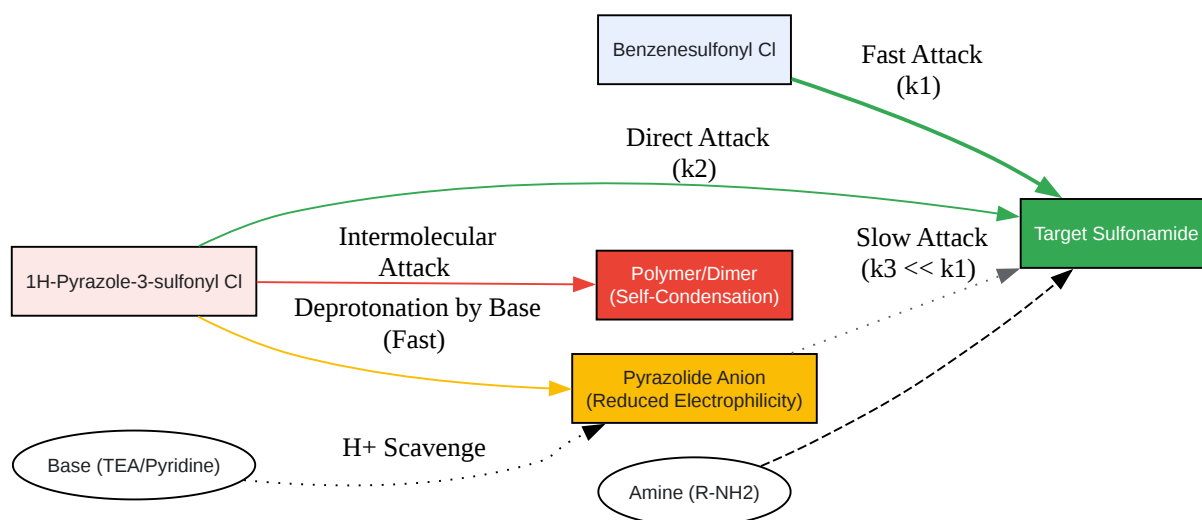 Benzenesulfonyl Cl
Fast Attack
(k1)
Direct Attack
(k2)
1H-Pyrazole-3-sulfonyl Cl
Intermolecular
Attack
Polymer/Dimer
(Self-Condensation)
Slow Attack
(k3 << k1)
Target Sulfonamide
Deprotonation by Base
(Fast)
Pyrazolide Anion
(Reduced Electrophilicity)
Base (TEA/Pyridine)
H+ Scavenge
Amine (R-NH2)